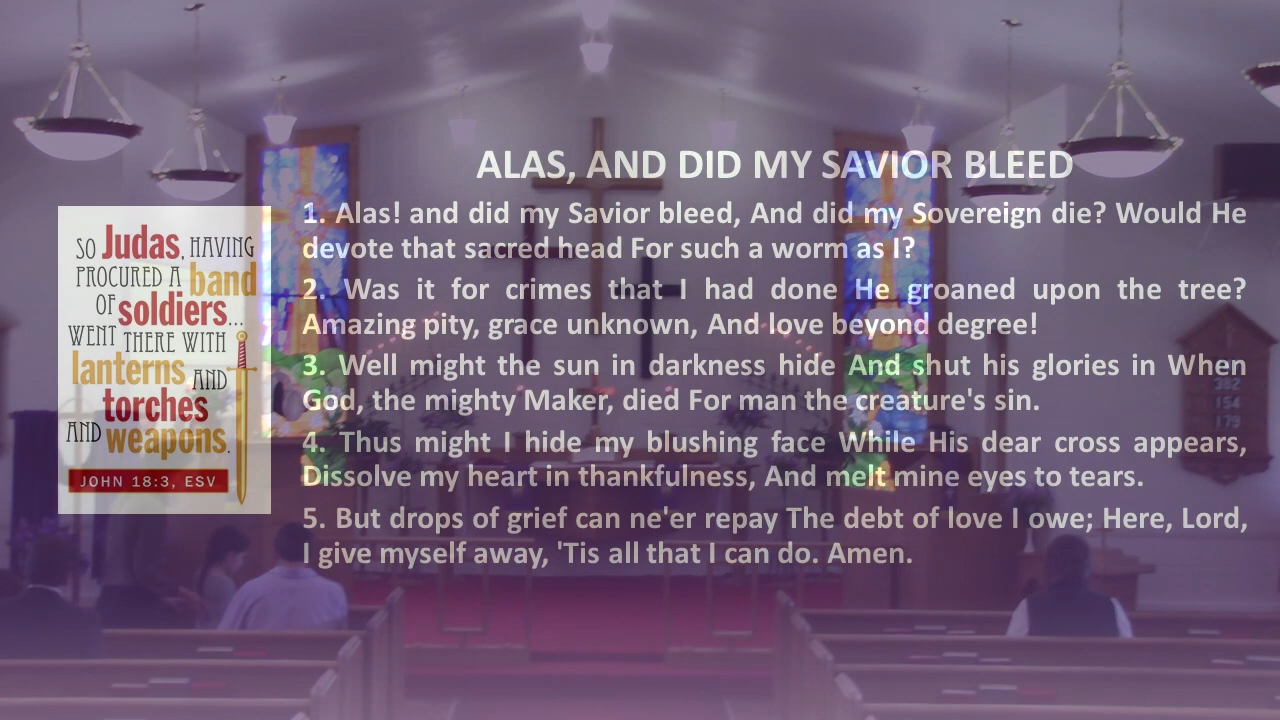 ALAS, AND DID MY SAVIOR BLEED
1. Alas! and did my Savior bleed, And did my Sovereign die? Would He
devote that sacred head For such a worm as I?
2. Was it for crimes that I had done He groaned upon the tree?
Amazing pity, grace unknown, And love beyond degree!
3. Well might the sun in darkness hide And shut his glories in When
God, the mighty Maker, died For man the creature's sin.
4. Thus might I hide my blushing face While His dear cross appears,
Dissolve my heart in thankfulness, And melt mine eyes to tears.
5. But drops of grief can ne'er repay The debt of love I owe; Here, Lord,
I give myself away, 'Tis all that I can do. Amen.
SO Judas, HAVING
PROCURED A band
OF soldiers...
WENT THERE WITH
lanterns AND
torches
AND weapons.
JOHN 18:3, ESV
382
154
179